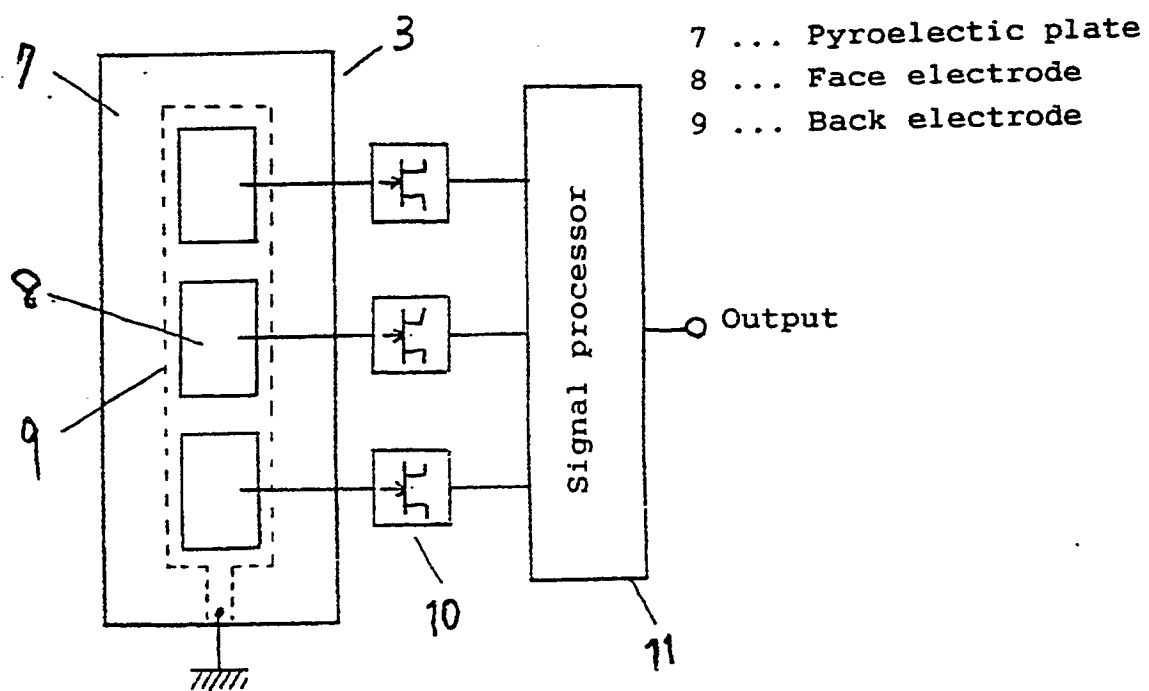 7 ... Pyroelectic plate
8 ... Face electrode
9 ... Back electrode
7
3
8
9
Signal processor
Output
10
11